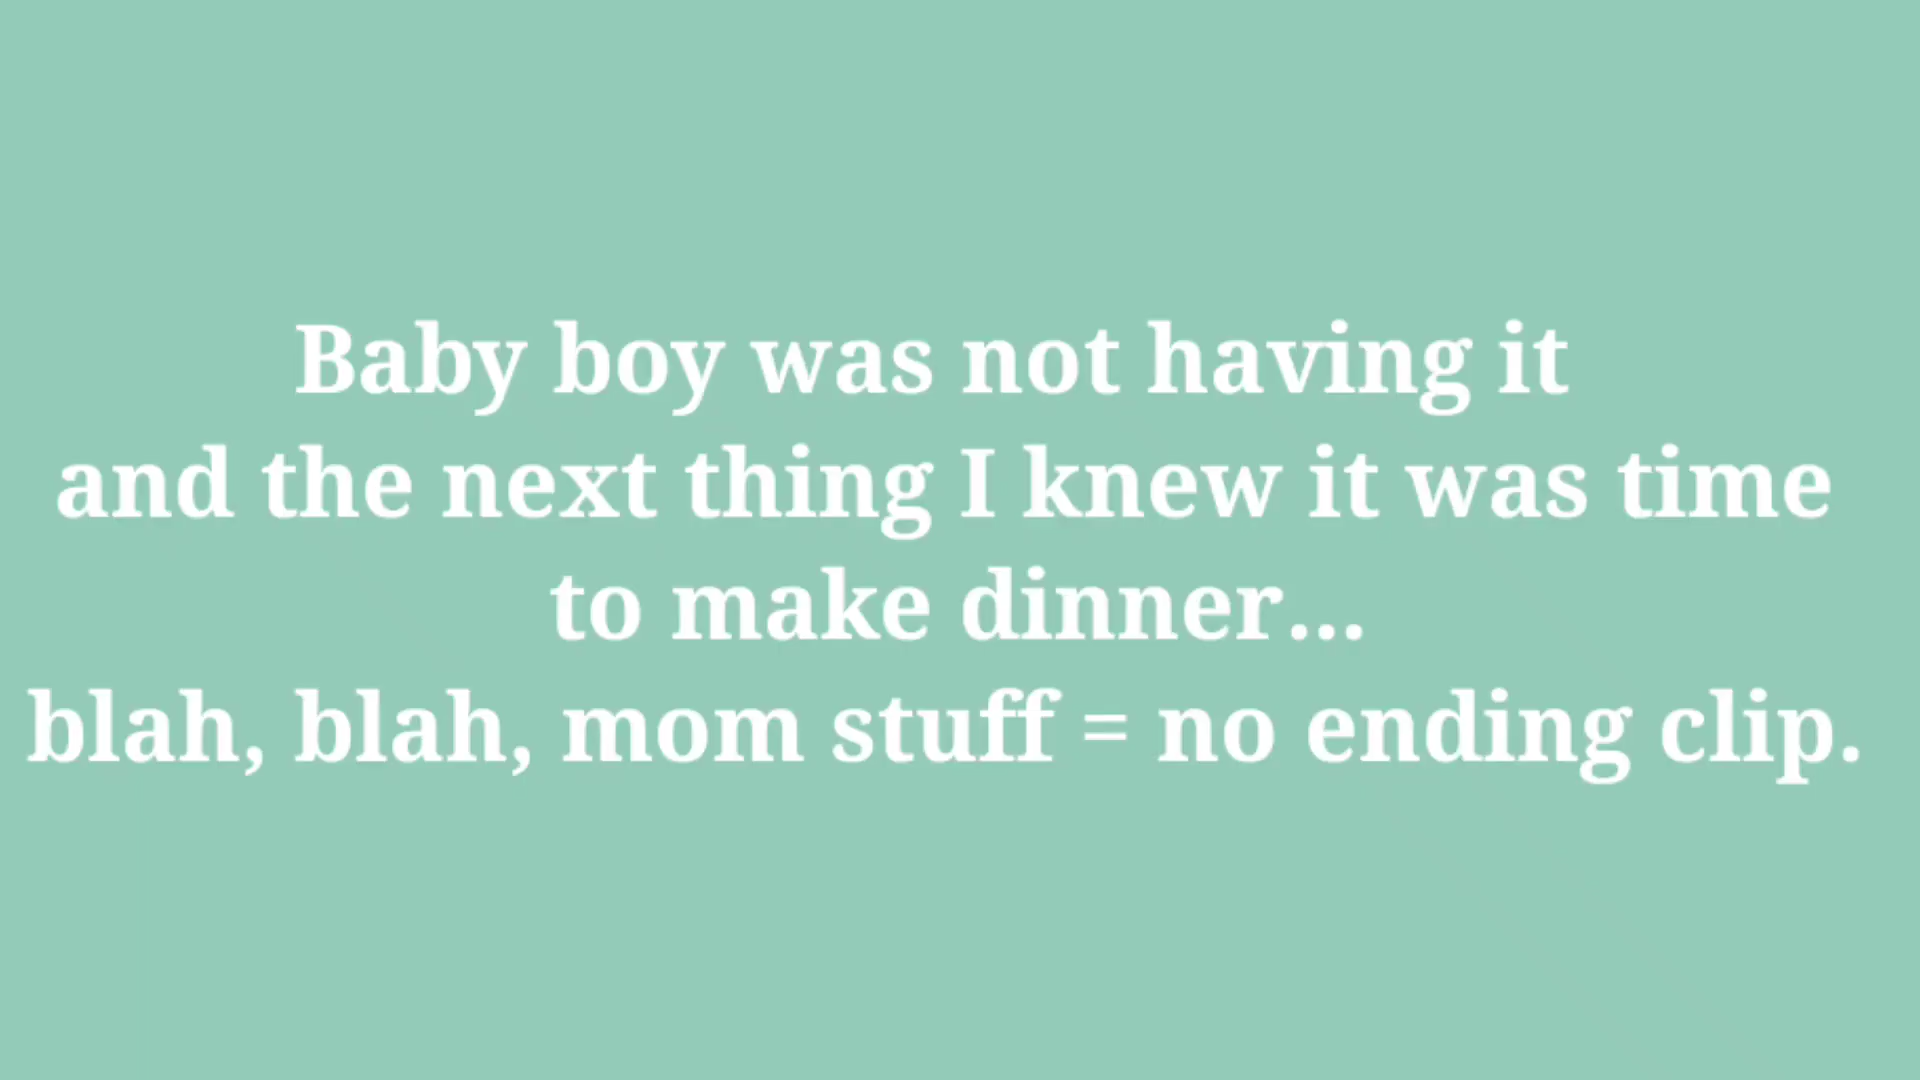 Baby boy was not having it
and the next thing I knew it was time
to make dinner...
blah, blah, mom stuff = no ending clip.